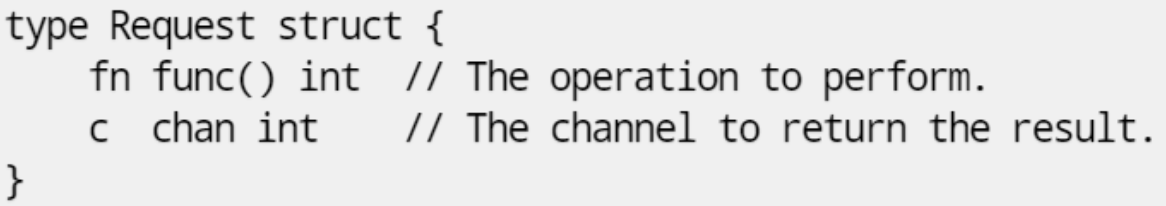 type Request struct {
    fn func() int  // The operation to perform.
    c  chan int    // The channel to return the result.
}